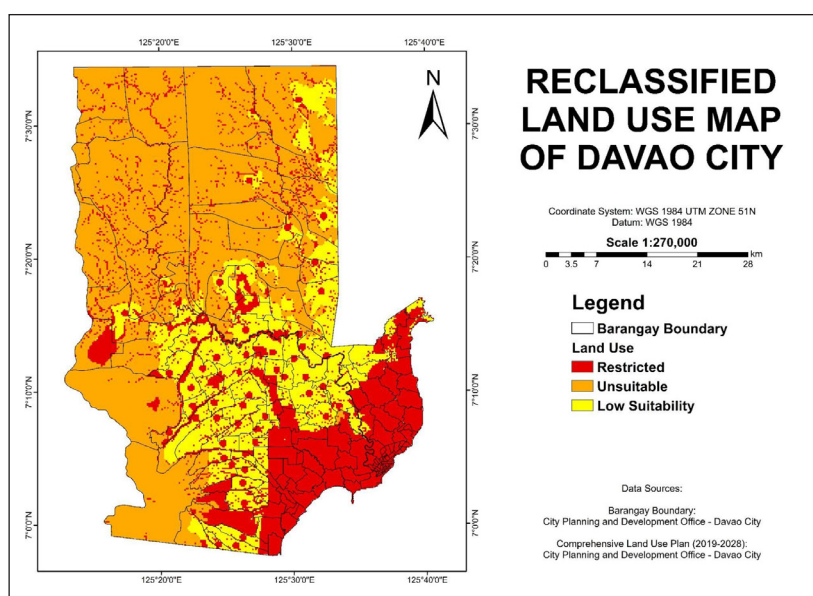 125°20'0"E 125°30'0"E 125°40'0"E
7°30'0"N
7°20'0"N
7°10'0"N
7°0'0"N
N
7°30'0"N
7°20'0"N
7°10'0"N
7°0'0"N
125°20'0"E 125°30'0"E 125°40'0"E
RECLASSIFIED
LAND USE MAP
OF DAVAO CITY
Coordinate System: WGS 1984 UTM ZONE 51N
Datum: WGS 1984
Scale 1:270,000
km
0 3.5 7 14 21 28
Legend
Barangay Boundary
Land Use
Restricted
Unsuitable
Low Suitability
Data Sources:
Barangay Boundary:
City Planning and Development Office - Davao City
Comprehensive Land Use Plan (2019-2028):
City Planning and Development Office - Davao City